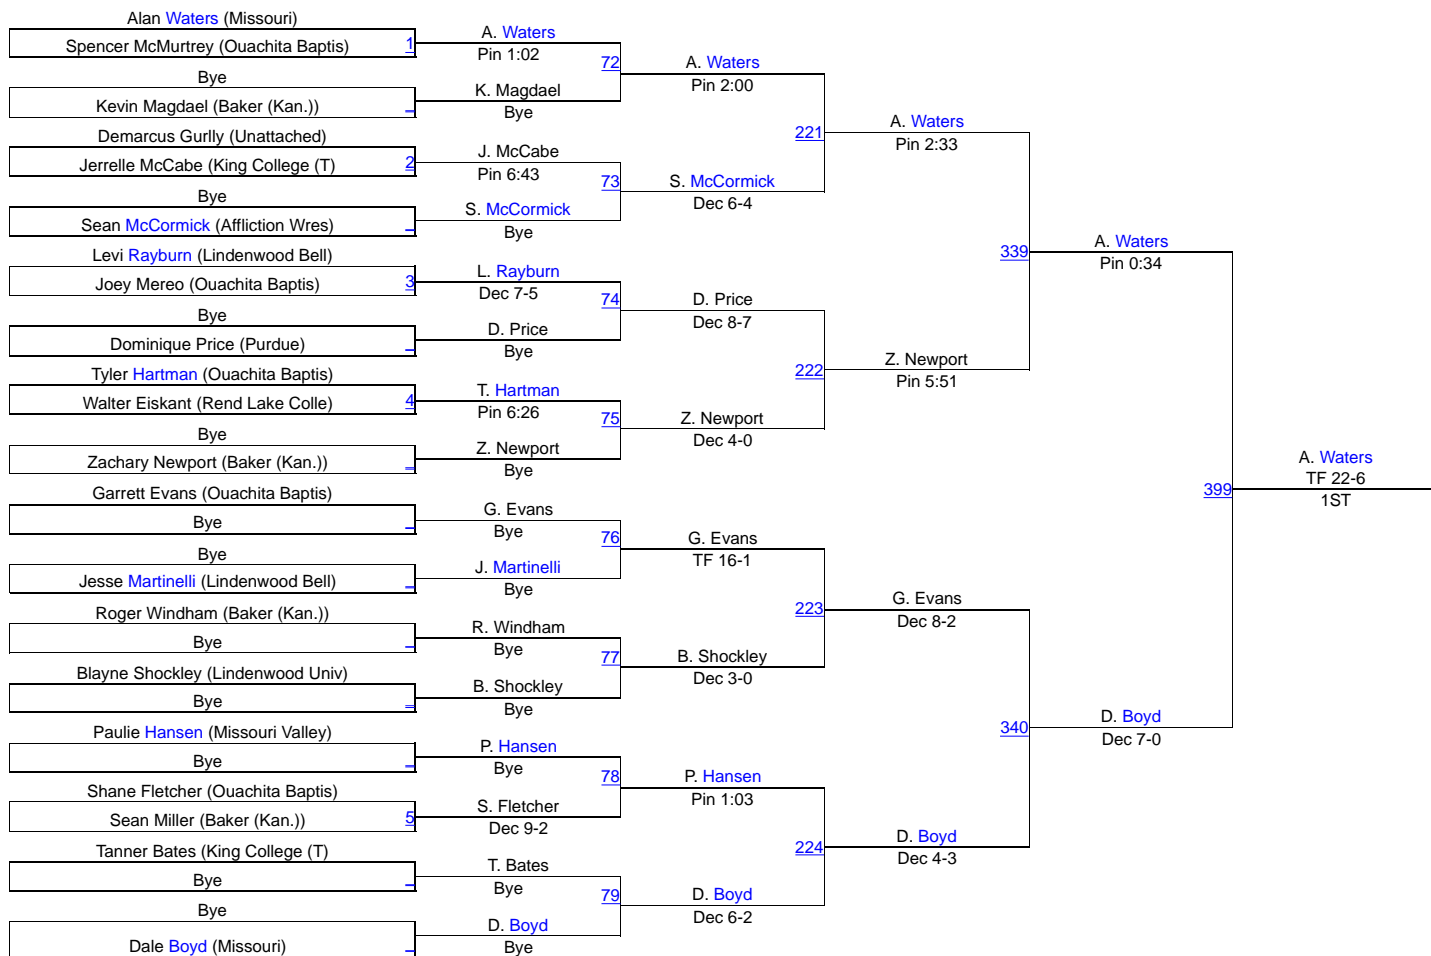 Alan Waters (Missouri)
Spencer McMurtrey (Ouachita Baptis)
1
Bye
Kevin Magdael (Baker (Kan.))
Demarcus Gurlly (Unattached)
Jerrelle McCabe (King College (T)
2
Bye
Sean McCormick (Affliction Wres)
Levi Rayburn (Lindenwood Bell)
Joey Mereo (Ouachita Baptis)
3
Bye
Dominique Price (Purdue)
Tyler Hartman (Ouachita Baptis)
Walter Eiskant (Rend Lake Colle)
4
Bye
Zachary Newport (Baker (Kan.))
Garrett Evans (Ouachita Baptis)
Bye
Bye
Jesse Martinelli (Lindenwood Bell)
Roger Windham (Baker (Kan.))
Bye
Blayne Shockley (Lindenwood Univ)
Bye
Paulie Hansen (Missouri Valley)
Bye
Shane Fletcher (Ouachita Baptis)
Sean Miller (Baker (Kan.))
5
Tanner Bates (King College (T)
Bye
Bye
Dale Boyd (Missouri)
A. Waters
Pin 1:02
72
K. Magdael
Bye
J. McCabe
Pin 6:43
73
S. McCormick
Bye
L. Rayburn
Dec 7-5
74
D. Price
Bye
T. Hartman
Pin 6:26
75
Z. Newport
Bye
G. Evans
Bye
76
J. Martinelli
Bye
R. Windham
Bye
77
B. Shockley
Bye
P. Hansen
Bye
78
S. Fletcher
Dec 9-2
T. Bates
Bye
79
D. Boyd
Bye
A. Waters
Pin 2:00
221
S. McCormick
Dec 6-4
D. Price
Dec 8-7
222
Z. Newport
Dec 4-0
G. Evans
TF 16-1
223
B. Shockley
Dec 3-0
P. Hansen
Pin 1:03
224
D. Boyd
Dec 6-2
A. Waters
Pin 2:33
339
Z. Newport
Pin 5:51
G. Evans
Dec 8-2
340
D. Boyd
Dec 4-3
A. Waters
Pin 0:34
399
D. Boyd
Dec 7-0
A. Waters
TF 22-6
1ST